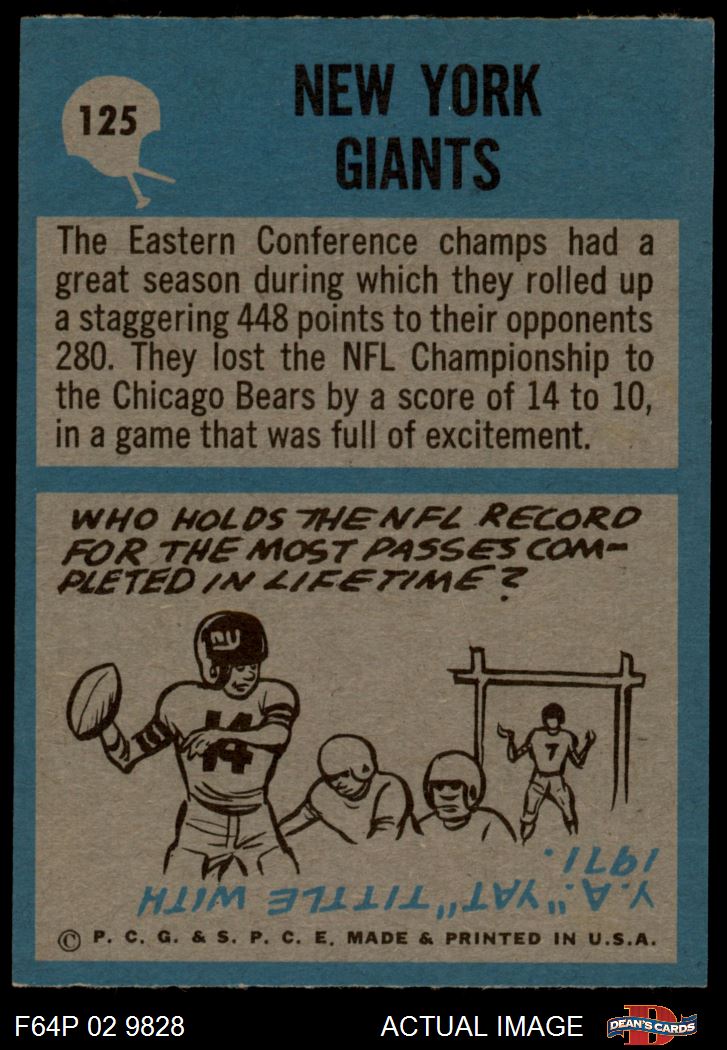 125
NEW YORK
GIANTS
The Eastern Conference champs had a
great season during which they rolled up
a staggering 448 points to their opponents
280. They lost the NFL Championship to
the Chicago Bears by a score of 14 to 10,
in a game that was full of excitement.
WHO HOLDS THE NFL RECORD
FOR THE MOST PASSES COM-
PLETED IN LIFETIME?
NU
14
7
Y.A. "YAT" TITTLE WITH
1971.
© P. C. G. & S. P. C. E. MADE & PRINTED IN U.S.A.
F64P 02 9828
ACTUAL IMAGE
D
DEAN'S CARDS